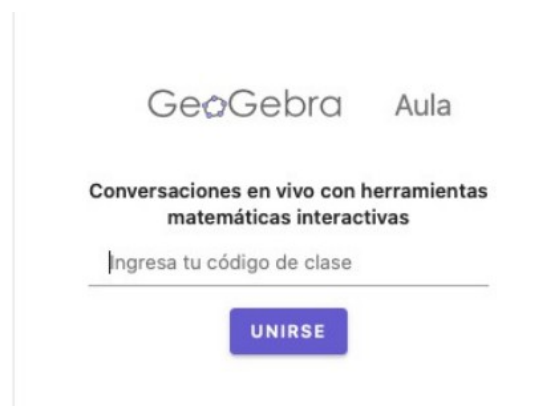 GeoGebra Aula
Conversaciones en vivo con herramientas
matemáticas interactivas
Ingresa tu código de clase
UNIRSE